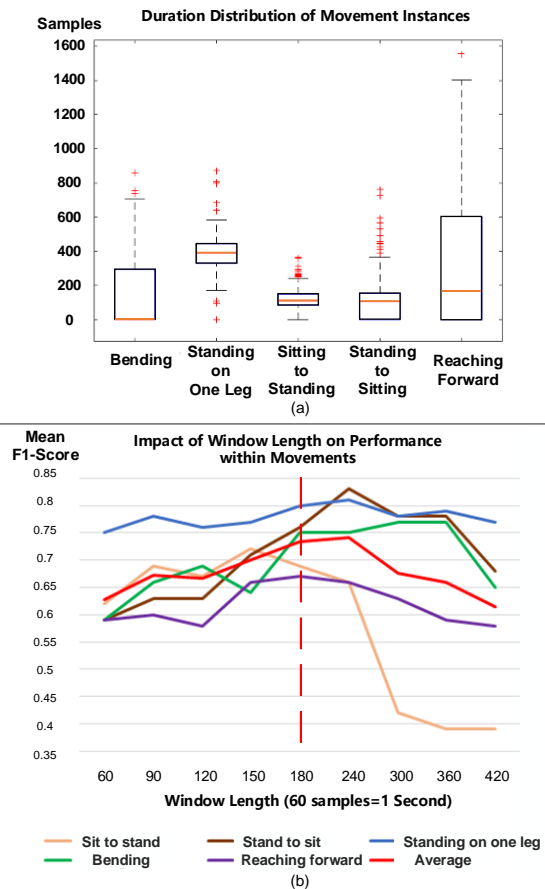 Duration Distribution of Movement Instances
Samples
1600
1400
1200
1000
800
600
400
200
0
Bending
Standing
on
One Leg
Sitting
to
Standing
Standing
to
Sitting
Reaching
Forward
(a)
Mean
F1-Score
Impact of Window Length on Performance
within Movements
0.85
0.8
0.75
0.7
0.65
0.6
0.55
0.5
0.45
0.4
0.35
60 90 120 150 180 240 300 360 420
Window Length (60 samples=1 Second)
Sit to stand Stand to sit Standing on one leg
Bending Reaching forward Average
(b)